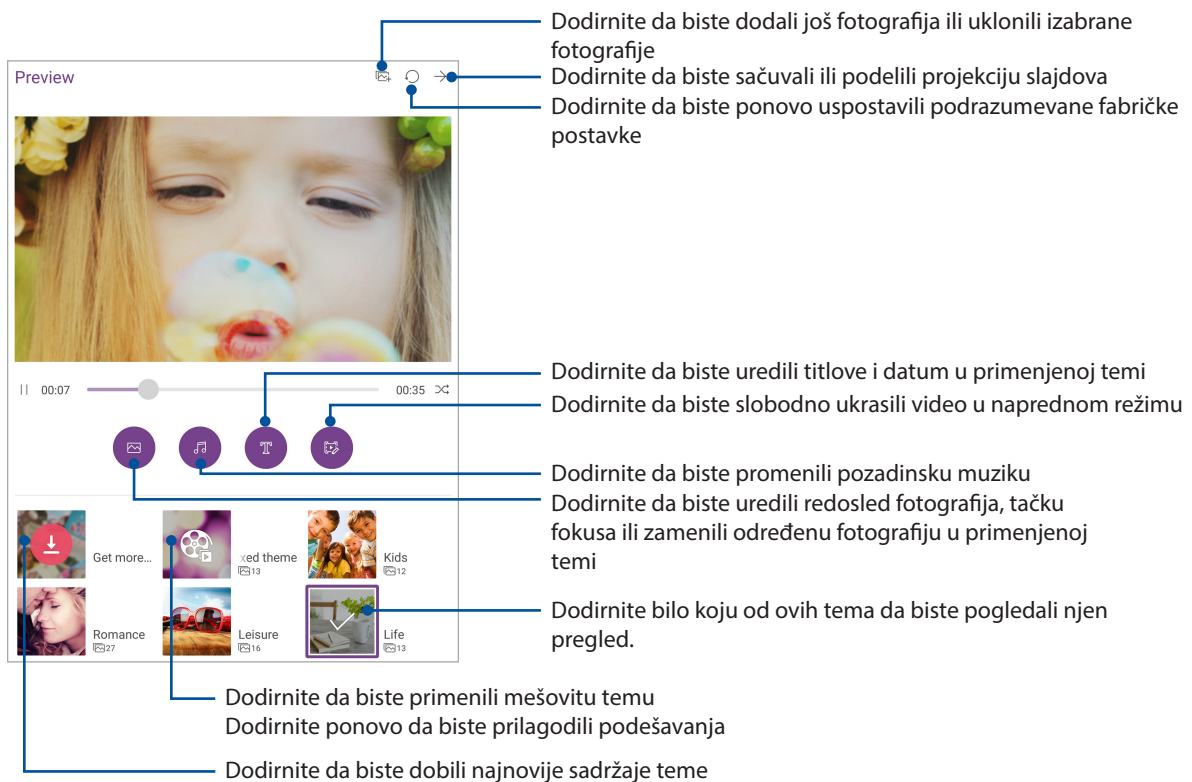 Dodirnite da biste dodali još fotografija ili uklonili izabrane
fotografije
Dodirnite da biste sačuvali ili podelili projekciju slajdova
Dodirnite da biste ponovo uspostavili podrazumevane fabričke
postavke
Preview
00:07
00:35
Dodirnite da biste uredili titlove i datum u primenjenoj temi
Dodirnite da biste slobodno ukrasili video u naprednom režimu
Dodirnite da biste promenili pozadinsku muziku
Dodirnite da biste uredili redosled fotografija, tačku
fokusa ili zamenili određenu fotografiju u primenjenoj
temi
Get more...
xed theme
13
Kids
12
Romance
27
Leisure
16
Life
13
Dodirnite bilo koju od ovih tema da biste pogledali njen
pregled.
Dodirnite da biste primenili mešovitu temu
Dodirnite ponovo da biste prilagodili podešavanja
Dodirnite da biste dobili najnovije sadržaje teme